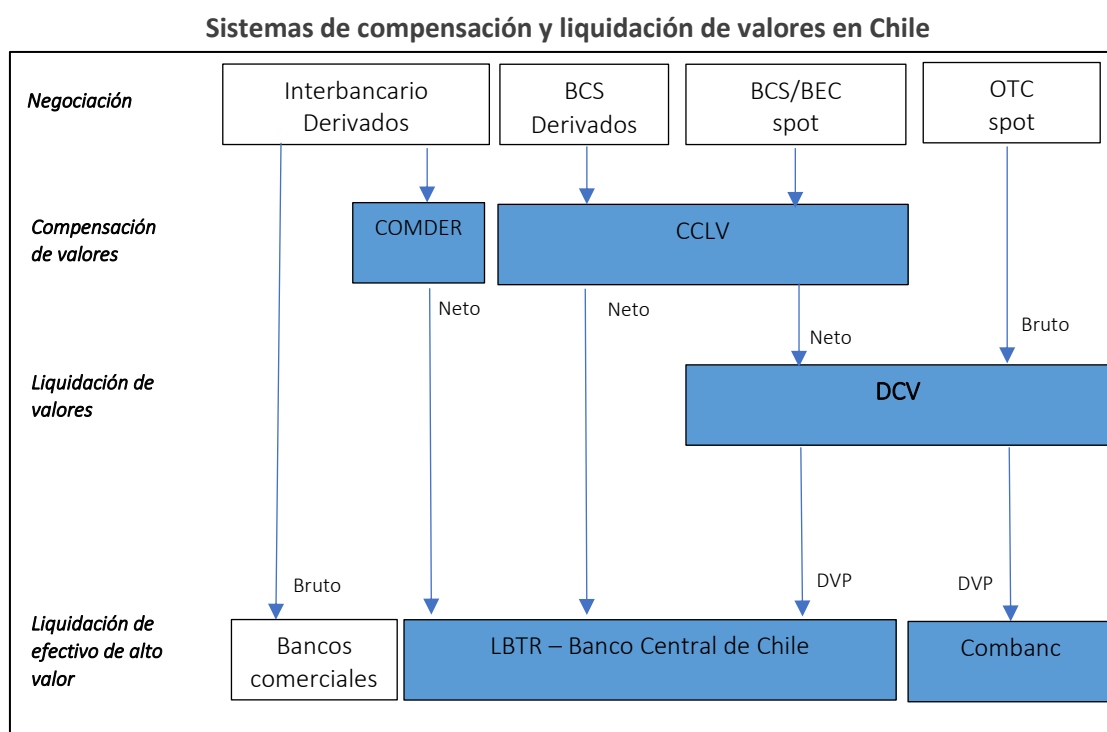 Sistemas de compensación y liquidación de valores en Chile
Negociación
Interbancario
Derivados
BCS
Derivados
BCS/BEC
spot
OTC
spot
Compensación
de valores
COMDER
CCLV
Neto
Neto
Neto
Bruto
Liquidación de
valores
DCV
Bruto
DVP
DVP
Liquidación de
efectivo de alto
valor
Bancos
comerciales
LBTR – Banco Central de Chile
Combanc